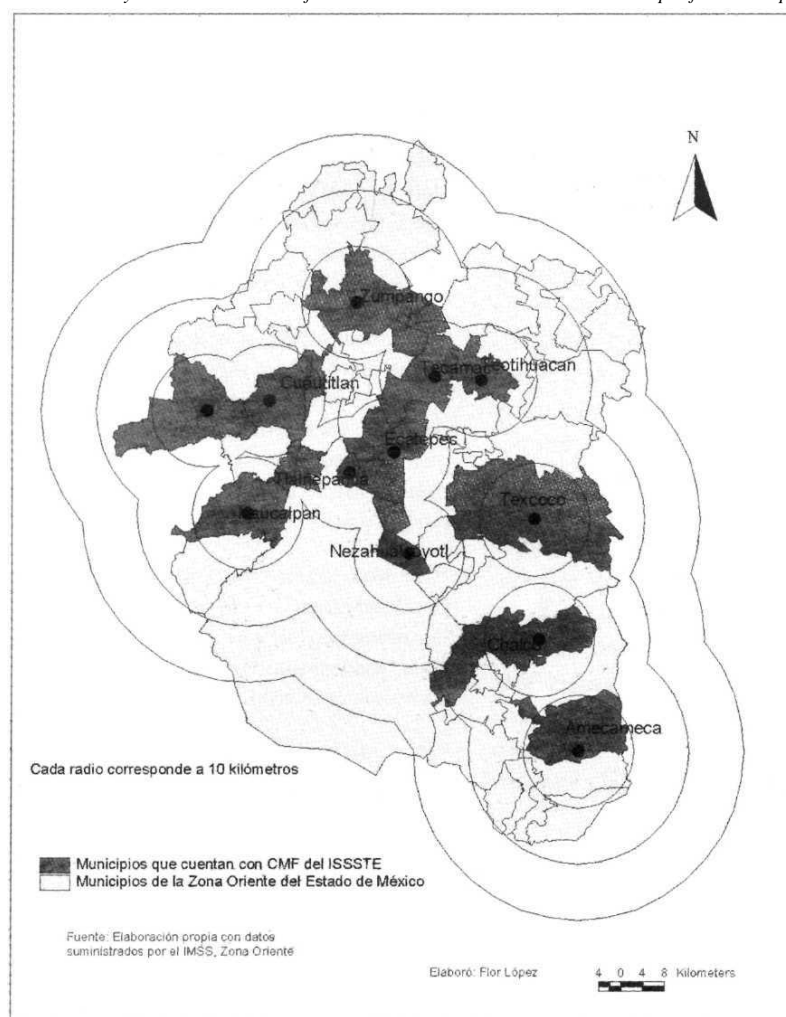 N
Zumpango
Tecamac
Teotihuacan
Cuautitlan
Ecatepec
Tlalnepantla
Naucalpan
Texcoco
Nezahualcoyotl
Chalco
Amecameca
Cada radio corresponde a 10 kilómetros
Municipios que cuentan con CMF del ISSSTE
Municipios de la Zona Oriente del Estado de México
Fuente: Elaboración propia con datos
suministrados por el IMSS, Zona Oriente
Elaboró: Flor López
4 0 4 8 Kilometers